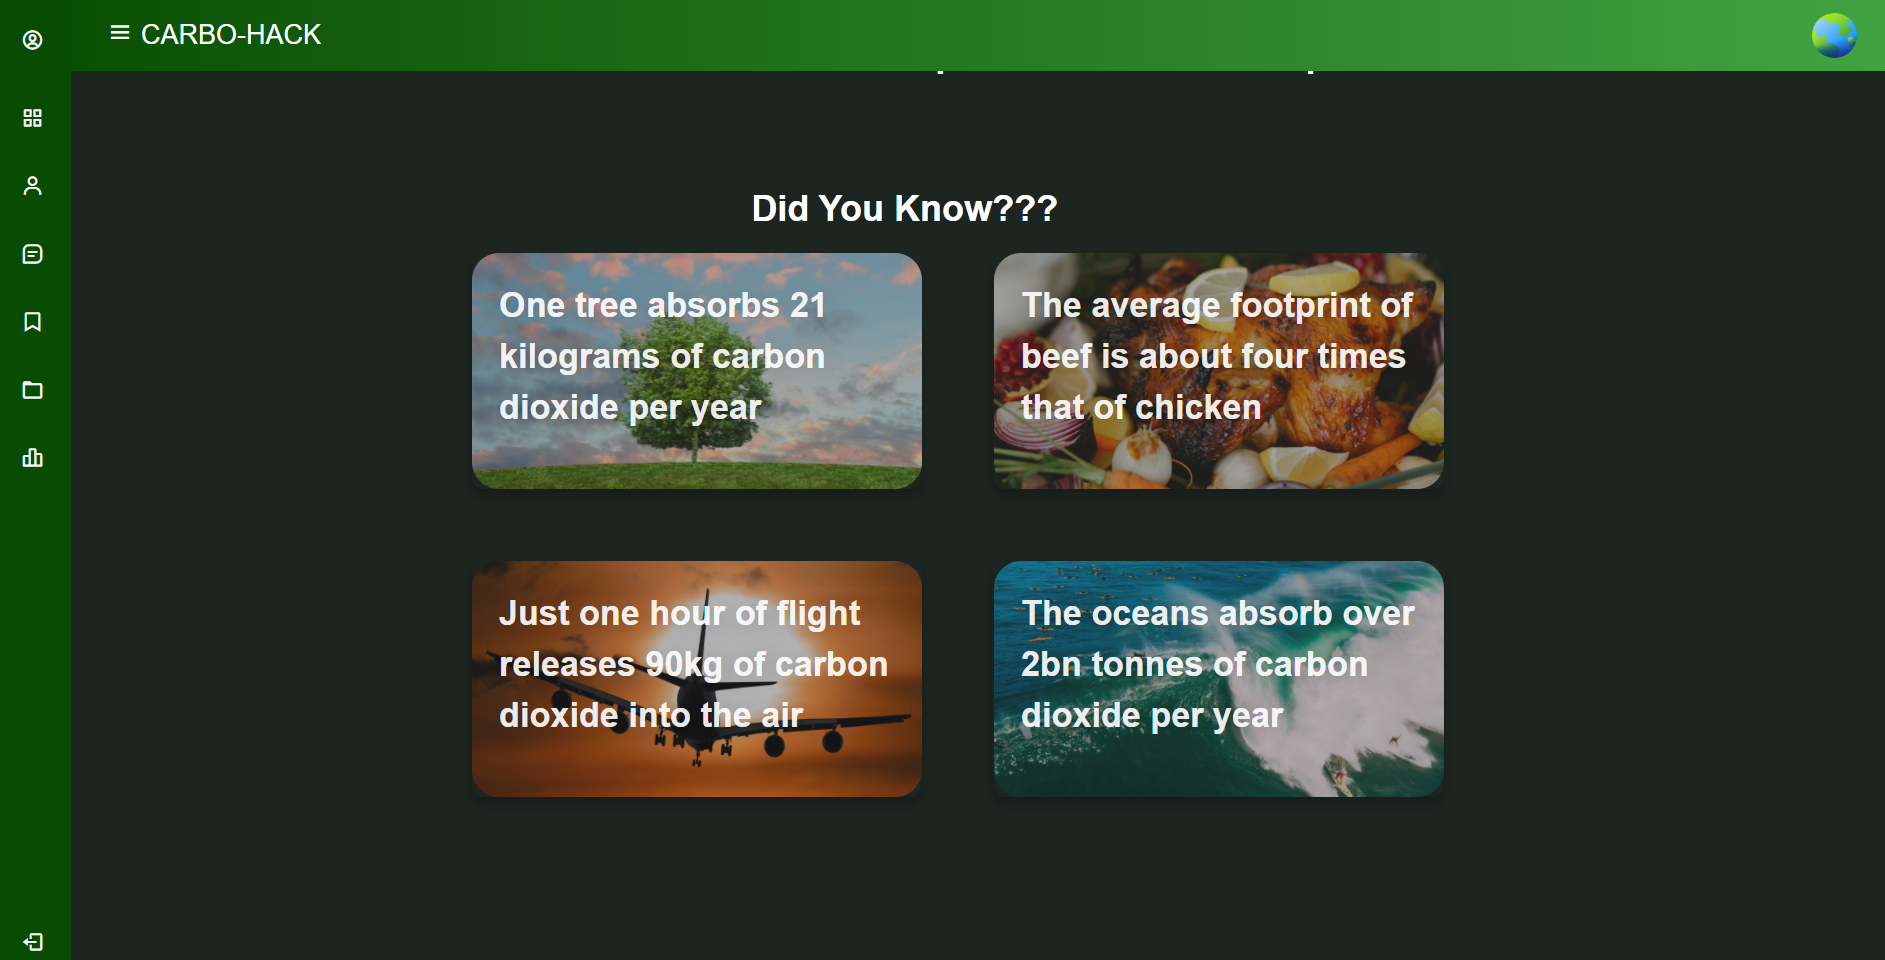 CARBO-HACK
Did You Know???
One tree absorbs 21
kilograms of carbon
dioxide per year
The average footprint of
beef is about four times
that of chicken
Just one hour of flight
releases 90kg of carbon
dioxide into the air
The oceans absorb over
2bn tonnes of carbon
dioxide per year